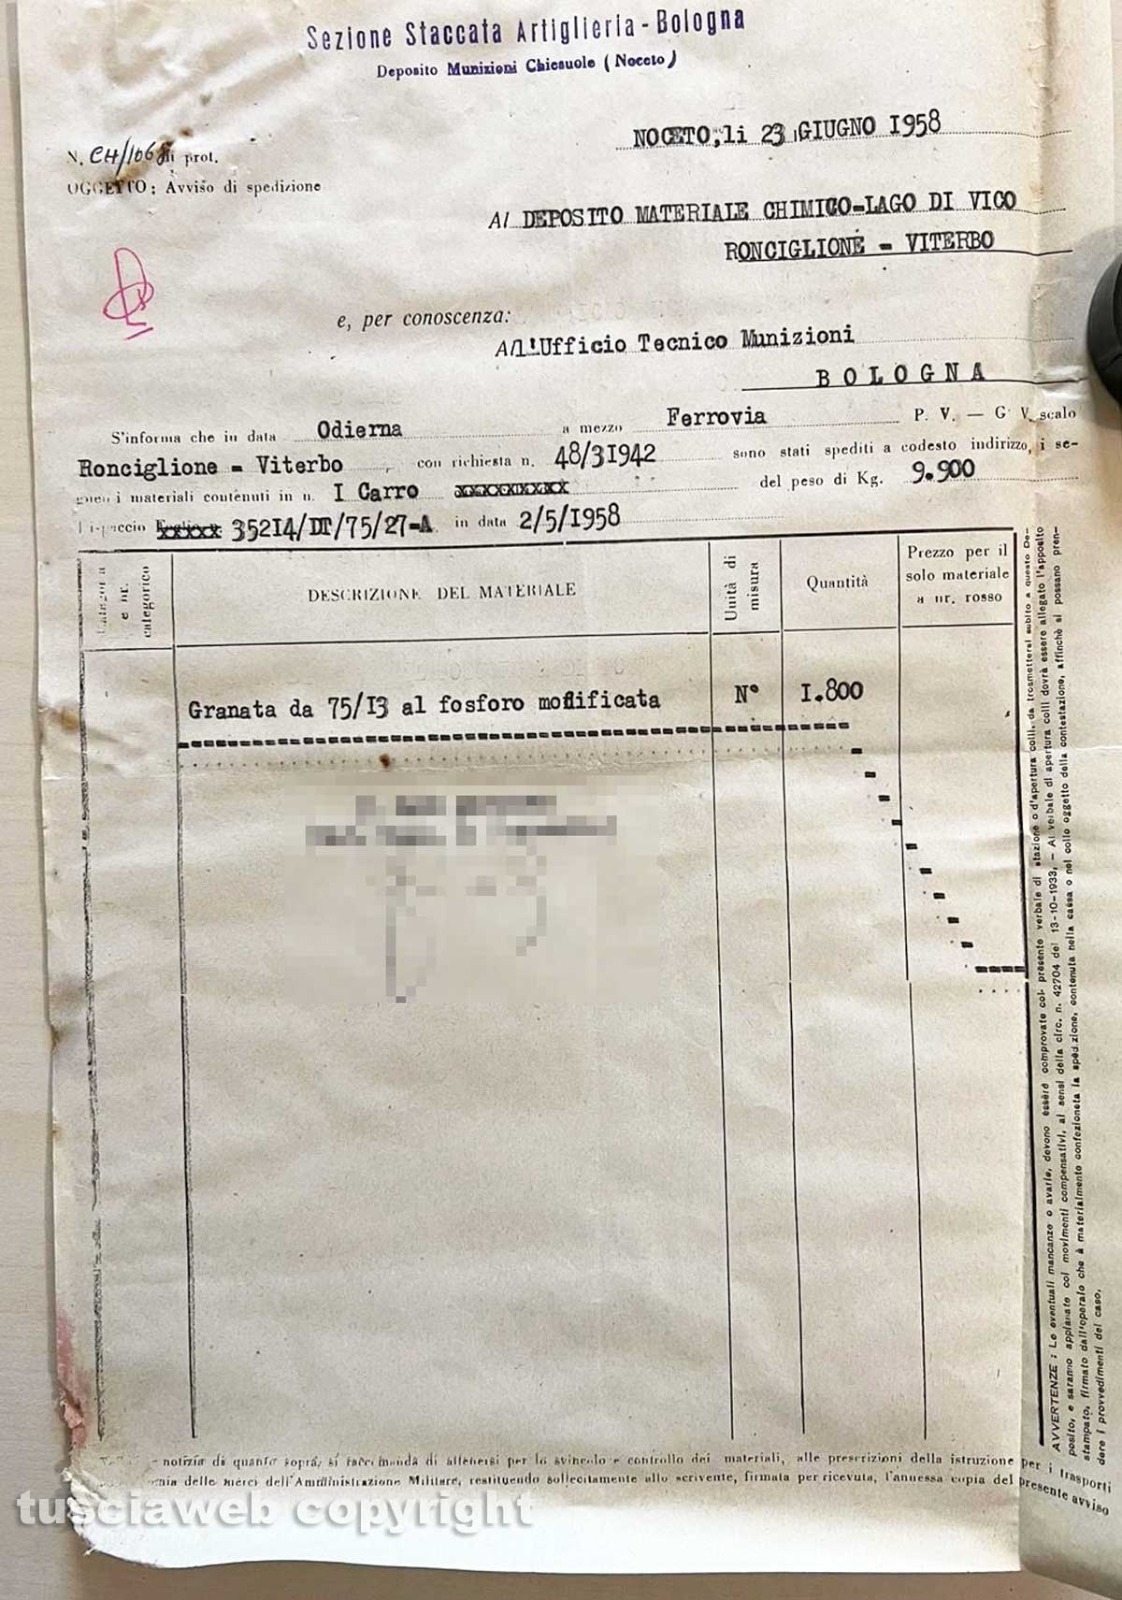 Sezione Staccata Artiglieria - Bologna
Deposito Munizioni Chiesuole (Noceto)
NOCETO, li 23 GIUGNO 1958
N. CH/1068 di prot.
OGGETTO: Avviso di spedizione
Al DEPOSITO MATERIALE CHIMICO-LAGO DI VICO
RONCIGLIONE - VITERBO
e, per conoscenza:
All'Ufficio Tecnico Munizioni
BOLOGNA
S'informa che in data Odierna a mezzo Ferrovia P. V. — G. V. scalo
Ronciglione - Viterbo con richiesta n. 48/31942 sono stati spediti a codesto indirizzo, i se-
guenti materiali contenuti in n. I Carro xxxxxxxxxx del peso di Kg. 9.900
Dispaccio 35214/DT/75/27-A in data 2/5/1958
Categoria e nr. categorico
DESCRIZIONE DEL MATERIALE
Unità di misura
Quantità
Prezzo per il solo materiale a nr. rosso
Granata da 75/13 al fosforo modificata N° 1.800
AVVERTENZE: Le eventuali mancanze o avarie, devono essere comprovate col presente verbale di stazione o d'apertura colli, da trasmettersi subito a questo De-
posito, e saranno appianate coi movimenti compensativi, ai sensi della circ. n. 42704 del 13-10-1933. — Al verbale di apertura colli dovrà essere allegato l'apposito
stampato, firmato dall'operaio che à materialmente confezionata la spedizione, contenuta nella cassa o nel collo oggetto della contestazione, affinchè si possano pren-
dere i provvedimenti del caso.
notizia di quanto sopra, si raccomanda di attenersi per lo svincolo e controllo dei materiali, alle prescrizioni della istruzione per i trasporti
delle merci dell'Amministrazione Militare, restituendo sollecitamente allo scrivente, firmata per ricevuta, l'annessa copia del presente avviso
tusciaweb copyright